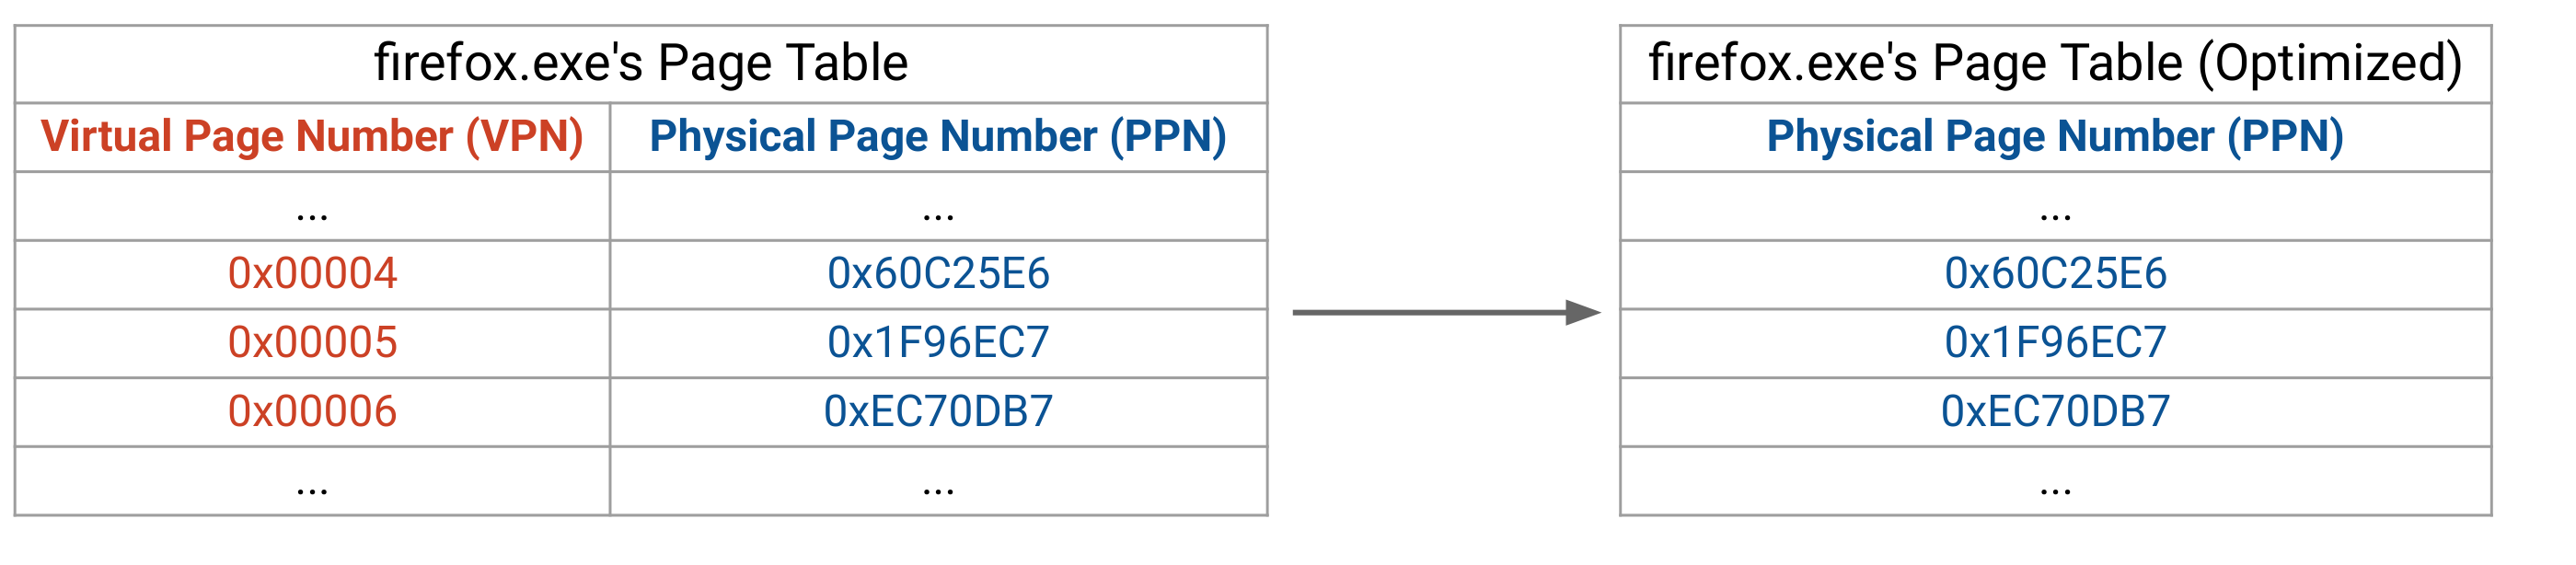 firefox.exe's Page Table
Virtual Page Number (VPN) Physical Page Number (PPN)
... ...
0x00004 0x60C25E6
0x00005 0x1F96EC7
0x00006 0xEC70DB7
... ...
firefox.exe's Page Table (Optimized)
Physical Page Number (PPN)
...
0x60C25E6
0x1F96EC7
0xEC70DB7
...